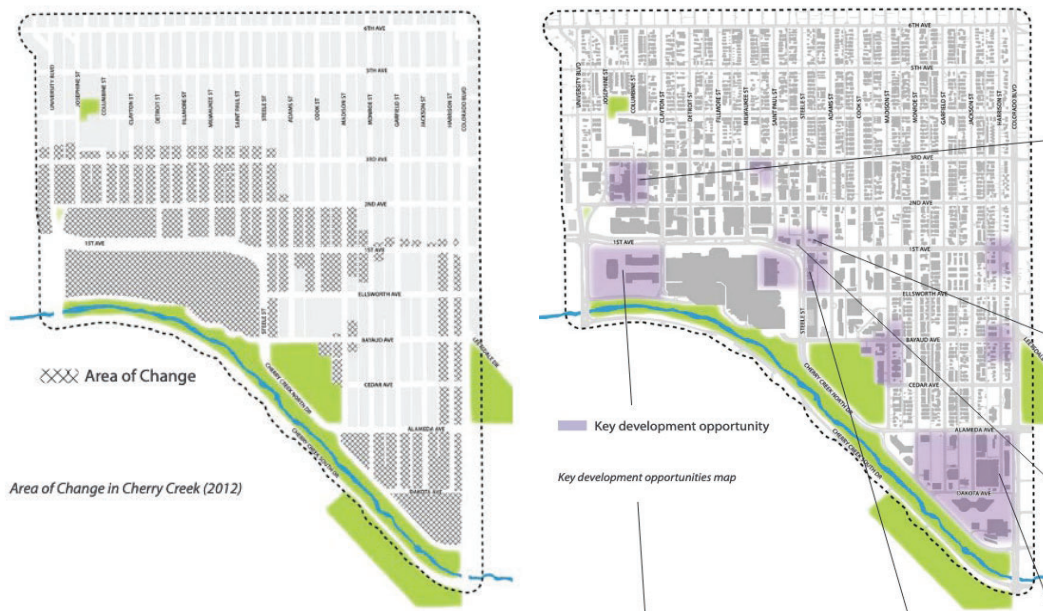 6TH AVE
5TH AVE
UNIVERSITY BLVD
JOSEPHINE ST
COLUMBINE ST
CLAYTON ST
DETROIT ST
FILLMORE ST
MILWAUKEE ST
SAINT PAUL ST
STEELE ST
ADAMS ST
COOK ST
MADISON ST
MONROE ST
GARFIELD ST
JACKSON ST
HARRISON ST
COLORADO BLVD
3RD AVE
2ND AVE
1ST AVE
1ST AVE
ELLSWORTH AVE
STEELE ST
BAYAUD AVE
LEETSDALE DR
Area of Change
CHERRY CREEK NORTH DR
CEDAR AVE
ALAMEDA AVE
CHERRY CREEK SOUTH DR
Area of Change in Cherry Creek (2012)
DAKOTA AVE
6TH AVE
5TH AVE
UNIVERSITY BLVD
JOSEPHINE ST
COLUMBINE ST
CLAYTON ST
DETROIT ST
FILLMORE ST
MILWAUKEE ST
SAINT PAUL ST
STEELE ST
ADAMS ST
COOK ST
MADISON ST
MONROE ST
GARFIELD ST
JACKSON ST
HARRISON ST
COLORADO BLVD
3RD AVE
2ND AVE
1ST AVE
1ST AVE
ELLSWORTH AVE
STEELE ST
BAYAUD AVE
CHERRY CREEK NORTH DR
CEDAR AVE
Key development opportunity
ALAMEDA AVE
CHERRY CREEK SOUTH DR
Key development opportunities map
DAKOTA AVE